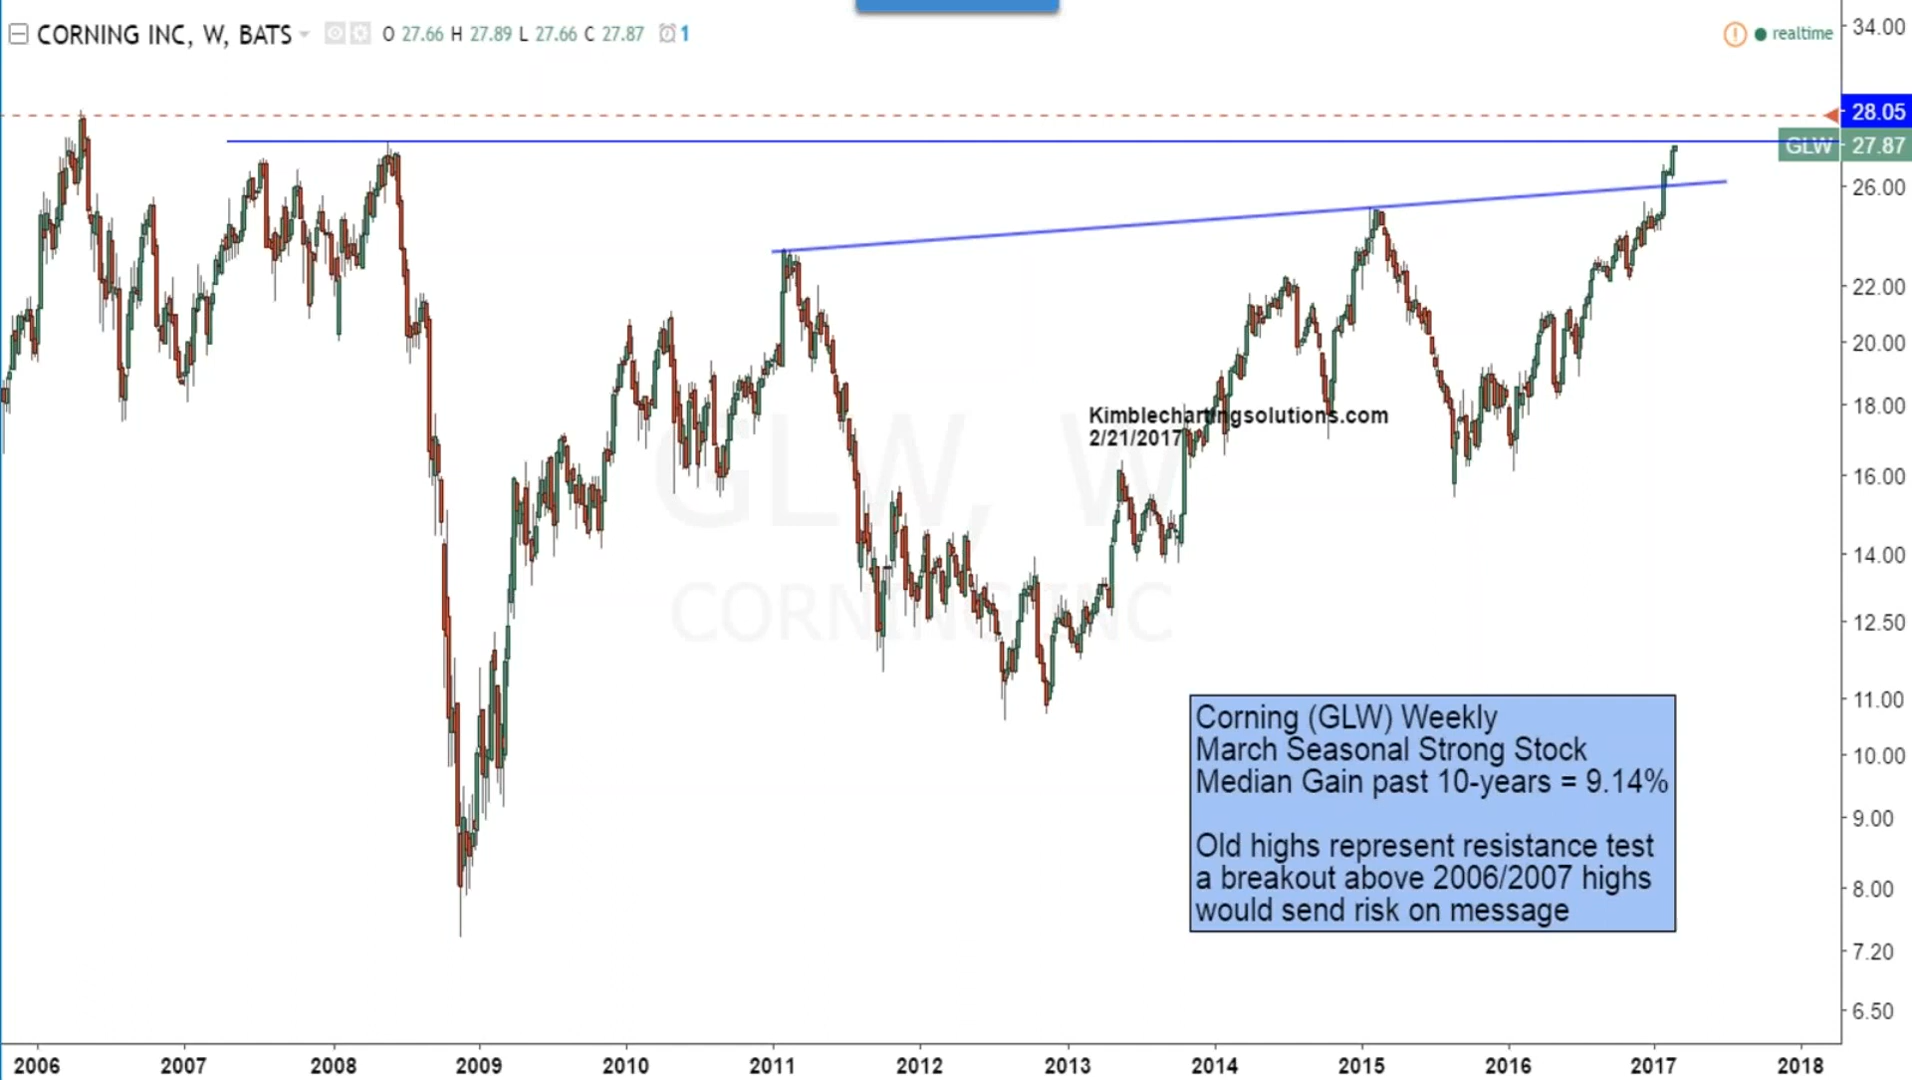 CORNING INC, W, BATS O 27.66 H 27.89 L 27.66 C 27.87 1
realtime
34.00
28.05
GLW 27.87
26.00
22.00
20.00
18.00
16.00
14.00
12.50
11.00
10.00
9.00
8.00
7.20
6.50
Kimblechartingsolutions.com
2/21/2017
GLW, W
CORNING INC
Corning (GLW) Weekly
March Seasonal Strong Stock
Median Gain past 10-years = 9.14%
Old highs represent resistance test
a breakout above 2006/2007 highs
would send risk on message
2006 2007 2008 2009 2010 2011 2012 2013 2014 2015 2016 2017 2018